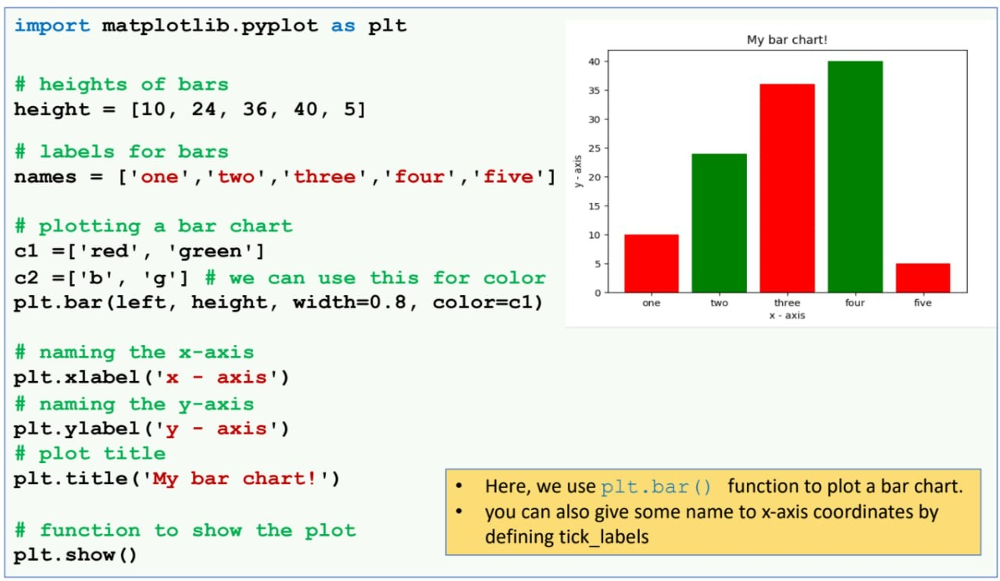 import matplotlib.pyplot as plt
# heights of bars
height = [10, 24, 36, 40, 5]
# labels for bars
names = ['one','two','three','four','five']
# plotting a bar chart
c1 =['red', 'green']
c2 =['b', 'g'] # we can use this for color
plt.bar(left, height, width=0.8, color=c1)
# naming the x-axis
plt.xlabel('x - axis')
# naming the y-axis
plt.ylabel('y - axis')
# plot title
plt.title('My bar chart!')
# function to show the plot
plt.show()
My bar chart!
40
35
30
25
20
15
10
5
0
y - axis
one two three four five
x - axis
• Here, we use plt.bar() function to plot a bar chart.
• you can also give some name to x-axis coordinates by
defining tick_labels